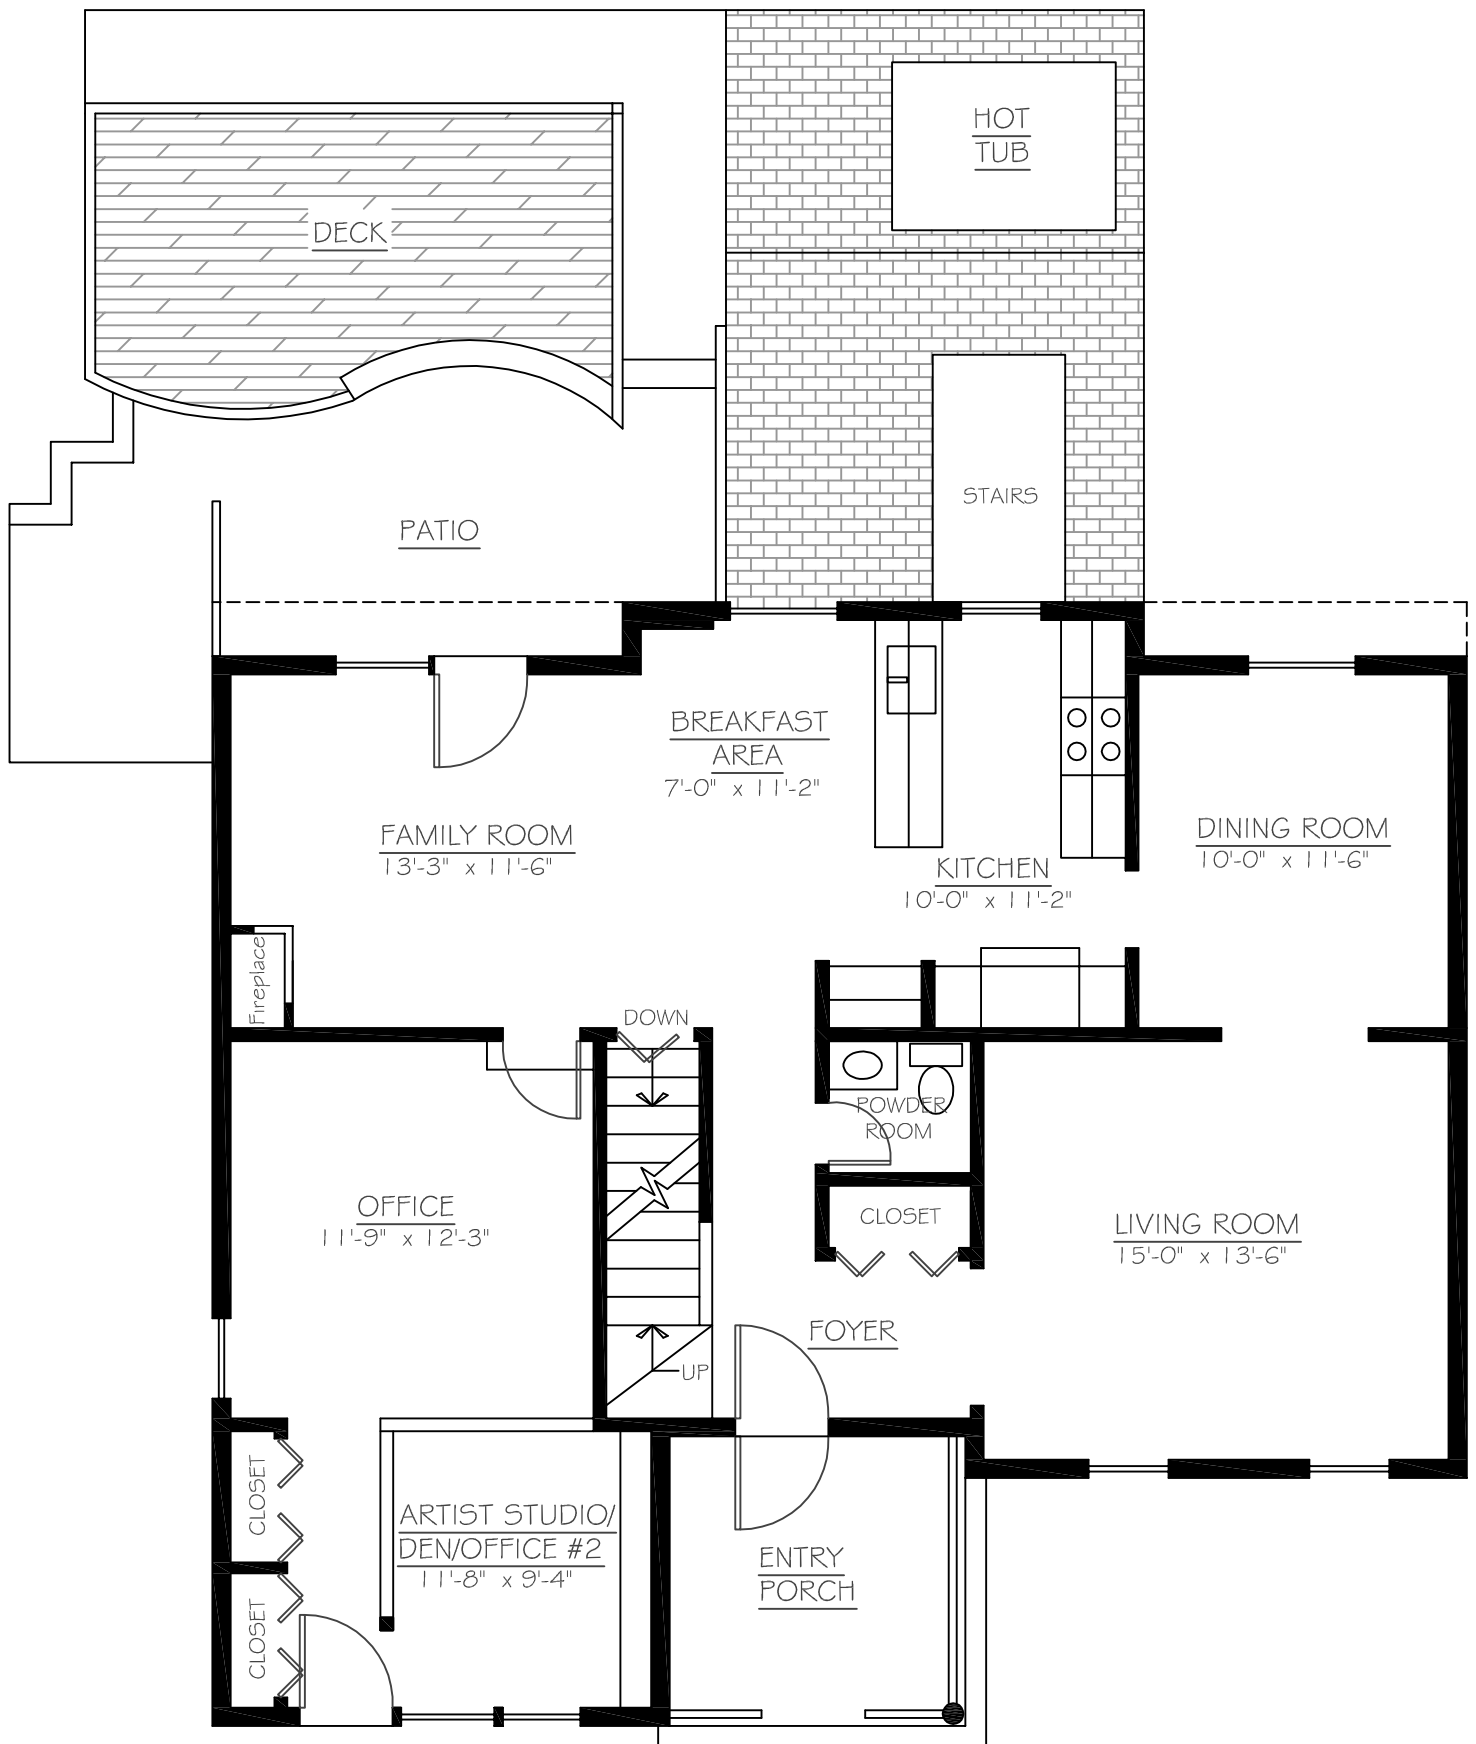 HOT
TUB
DECK
STAIRS
PATIO
BREAKFAST
AREA
7'-0" x 11'-2"
FAMILY ROOM
13'-3" x 11'-6"
DINING ROOM
10'-0" x 11'-6"
KITCHEN
10'-0" x 11'-2"
Fireplace
DOWN
POWDER
ROOM
OFFICE
11'-9" x 12'-3"
CLOSET
LIVING ROOM
15'-0" x 13'-6"
FOYER
UP
CLOSET
ARTIST STUDIO/
DEN/OFFICE #2
11'-8" x 9'-4"
ENTRY
PORCH
CLOSET